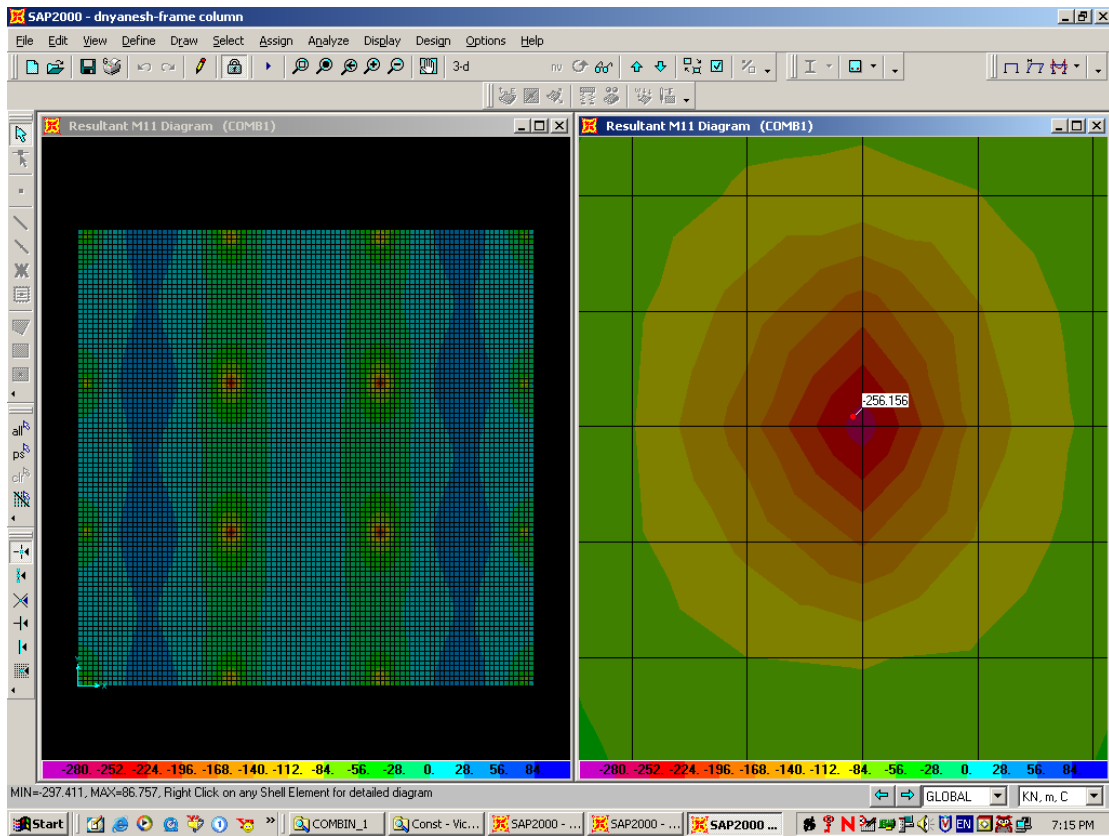 SAP2000 - dnyanesh-frame column
File Edit View Define Draw Select Assign Analyze Display Design Options Help
3-d nv
Resultant M11 Diagram (COMB1)
Resultant M11 Diagram (COMB1)
all
ps
clr
-256.156
Y
X
-280. -252. -224. -196. -168. -140. -112. -84. -56. -28. 0. 28. 56. 84
-280. -252. -224. -196. -168. -140. -112. -84. -56. -28. 0. 28. 56. 84
MIN=-297.411, MAX=86.757, Right Click on any Shell Element for detailed diagram
GLOBAL KN, m, C
Start » COMBIN_1 Const - Vic... SAP2000 - ... SAP2000 - ... SAP2000 ... EN 7:15 PM